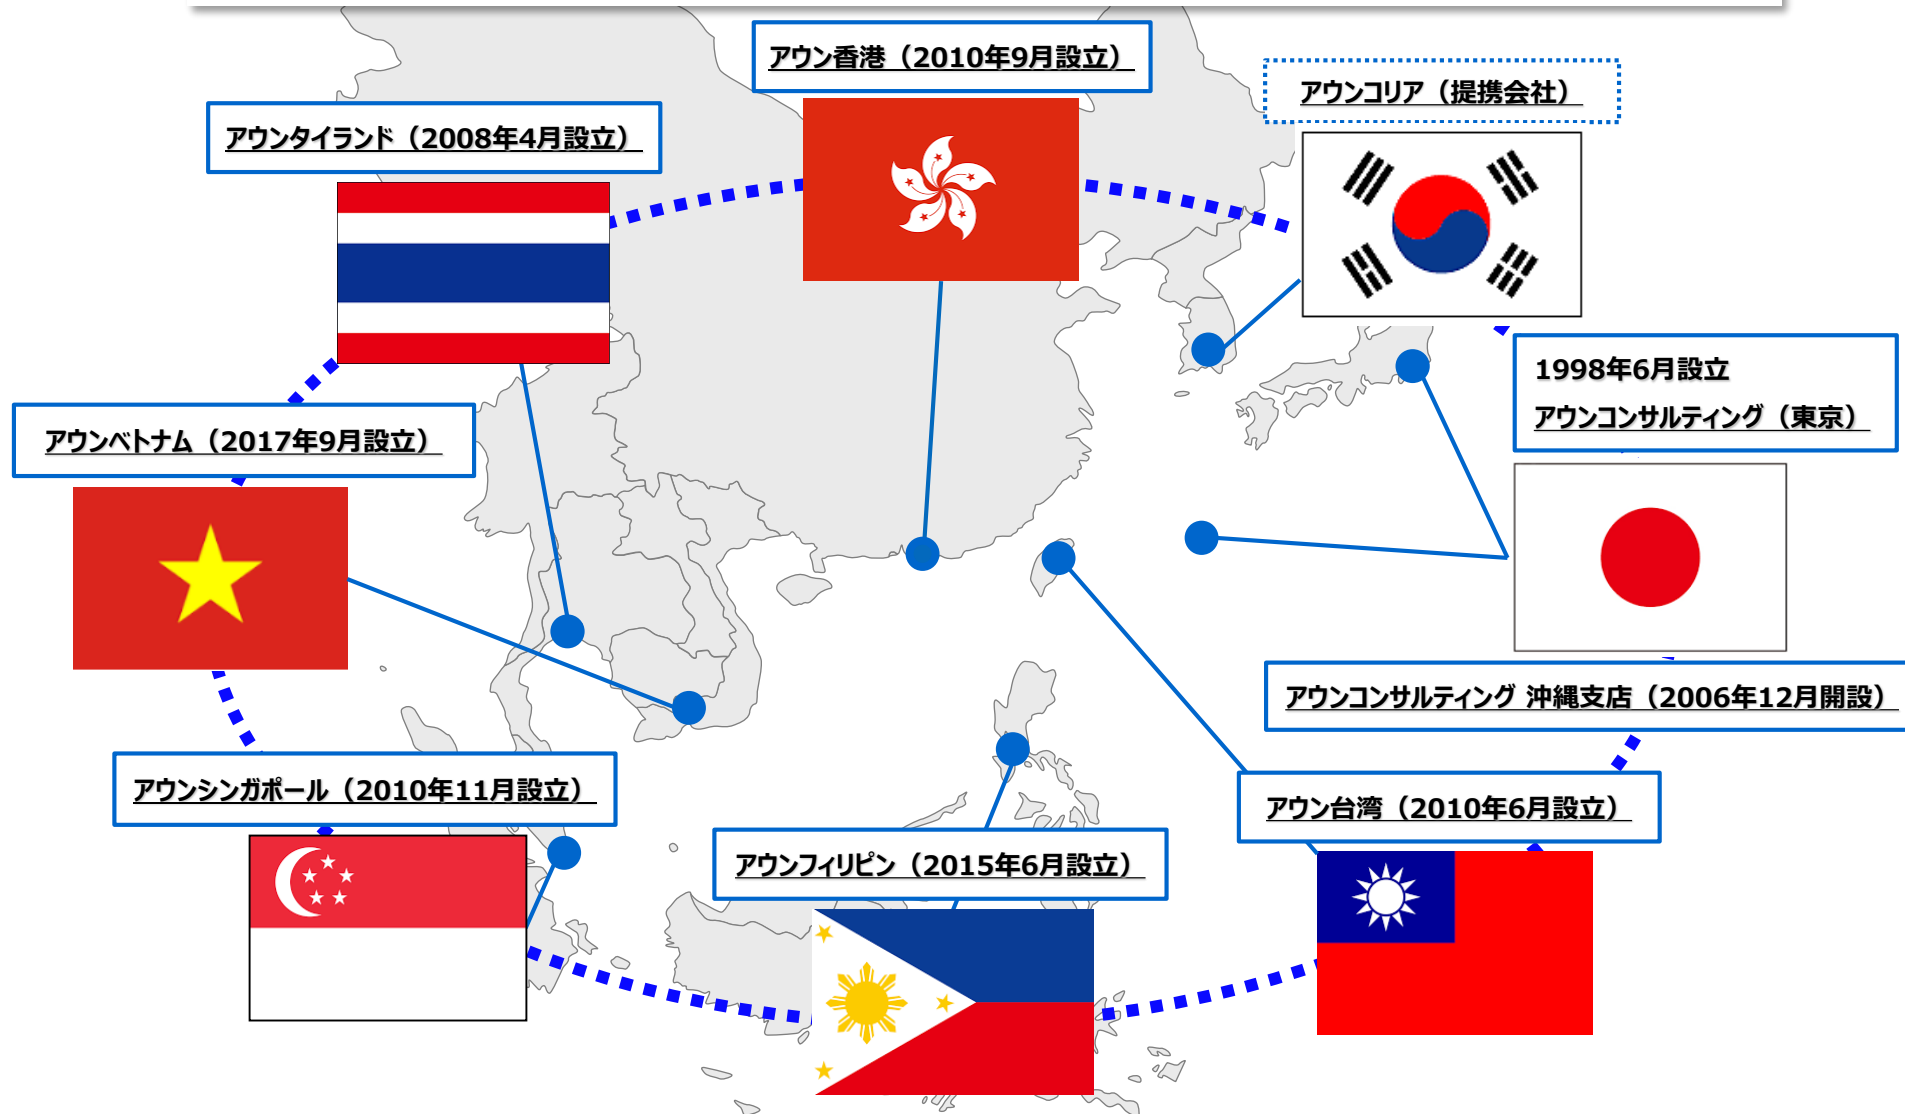 アウン香港（2010年9月設立）
アウンコリア（提携会社）
アウンタイランド（2008年4月設立）
1998年6月設立
アウンコンサルティング（東京）
アウンベトナム（2017年9月設立）
アウンコンサルティング 沖縄支店（2006年12月開設）
アウンシンガポール（2010年11月設立）
アウン台湾（2010年6月設立）
アウンフィリピン（2015年6月設立）